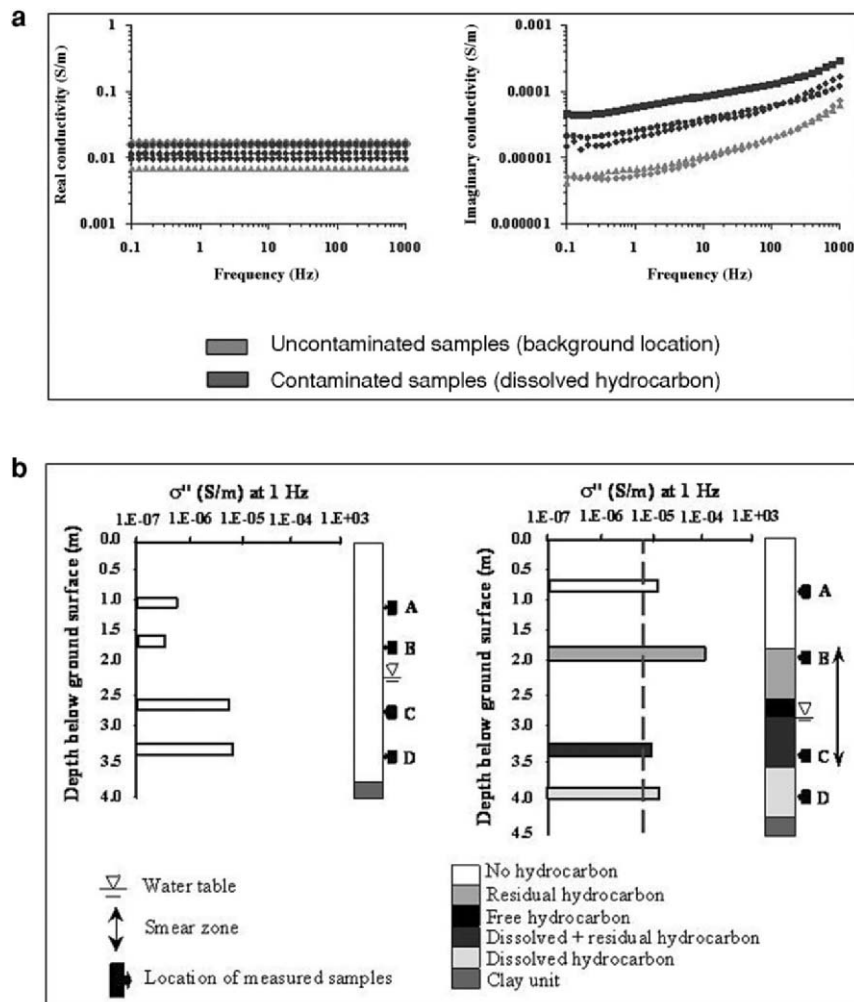 a
Real conductivity (S/m)
1
0.1
0.01
0.001
0.1 1 10 100 1000
Frequency (Hz)
Imaginary conductivity (S/m)
0.001
0.0001
0.00001
0.000001
0.1 1 10 100 1000
Frequency (Hz)
Uncontaminated samples (background location)
Contaminated samples (dissolved hydrocarbon)
b
σ" (S/m) at 1 Hz
1.E-07 1.E-06 1.E-05 1.E-04 1.E+03
Depth below ground surface (m)
0.0
0.5
1.0
1.5
2.0
2.5
3.0
3.5
4.0
A
B
C
D
σ" (S/m) at 1 Hz
1.E-07 1.E-06 1.E-05 1.E-04 1.E+03
Depth below ground surface (m)
0.0
0.5
1.0
1.5
2.0
2.5
3.0
3.5
4.0
4.5
A
B
C
D
Water table
Smear zone
Location of measured samples
No hydrocarbon
Residual hydrocarbon
Free hydrocarbon
Dissolved + residual hydrocarbon
Dissolved hydrocarbon
Clay unit